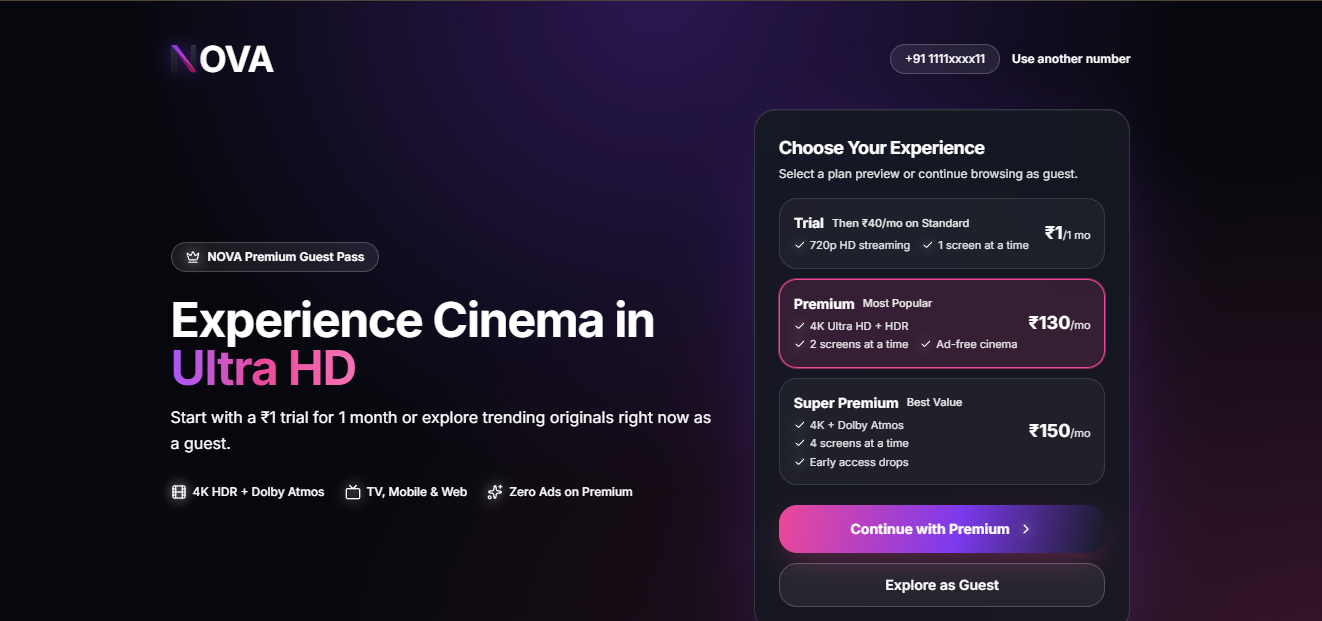 NOVA
+91 1111xxxx11
Use another number
NOVA Premium Guest Pass
Experience Cinema in
Ultra HD
Start with a ₹1 trial for 1 month or explore trending originals right now as
a guest.
4K HDR + Dolby Atmos
TV, Mobile & Web
Zero Ads on Premium
Choose Your Experience
Select a plan preview or continue browsing as guest.
Trial Then ₹40/mo on Standard
720p HD streaming 1 screen at a time
₹1/1 mo
Premium Most Popular
4K Ultra HD + HDR
2 screens at a time Ad-free cinema
₹130/mo
Super Premium Best Value
4K + Dolby Atmos
4 screens at a time
Early access drops
₹150/mo
Continue with Premium
Explore as Guest